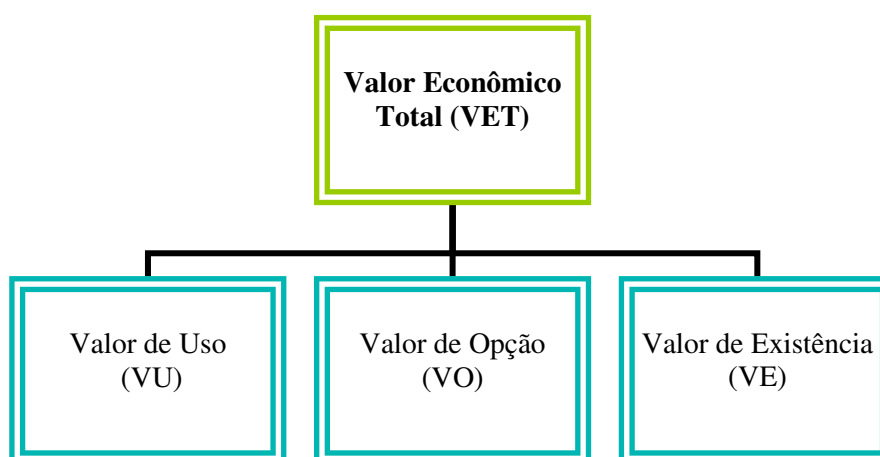 Valor Econômico
Total (VET)
Valor de Uso
(VU)
Valor de Opção
(VO)
Valor de Existência
(VE)